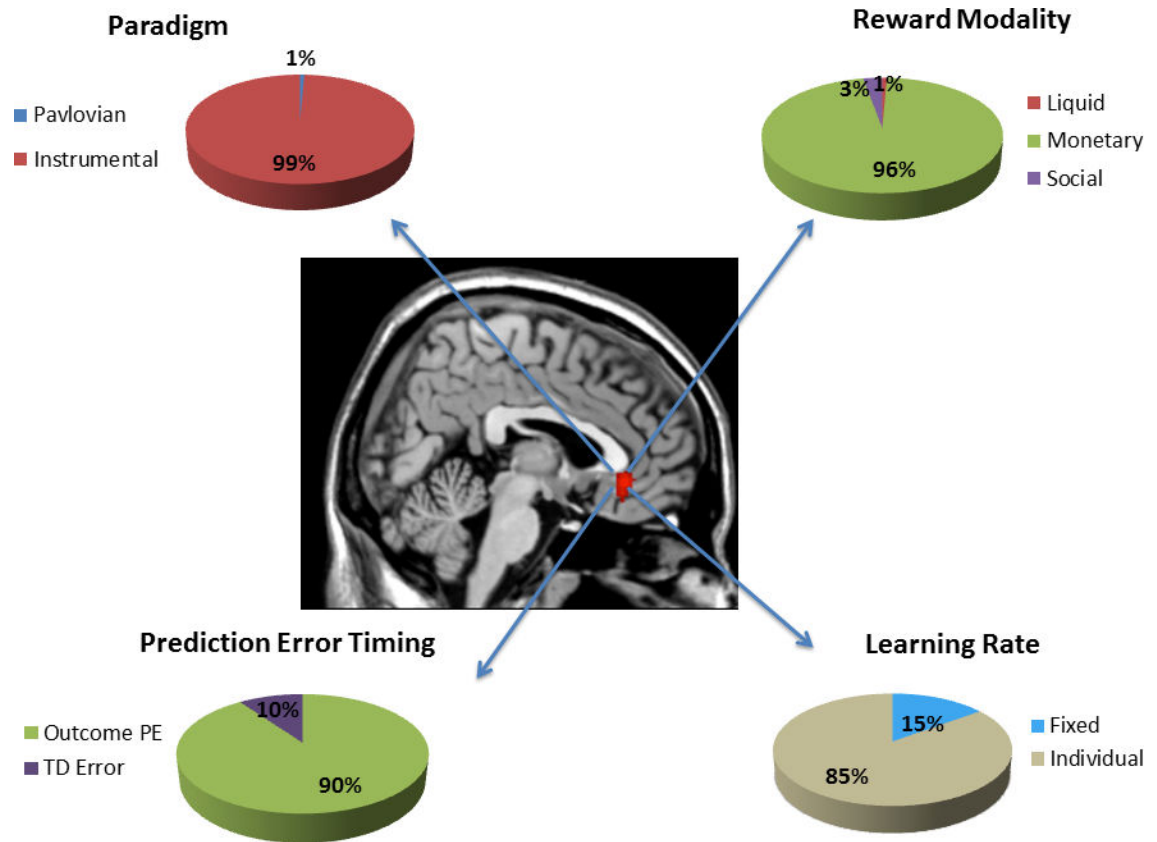 Paradigm
1%
Pavlovian
Instrumental
99%
Reward Modality
3% 1%
Liquid
Monetary
96%
Social
Prediction Error Timing
10%
Outcome PE
TD Error
90%
Learning Rate
15%
Fixed
Individual
85%